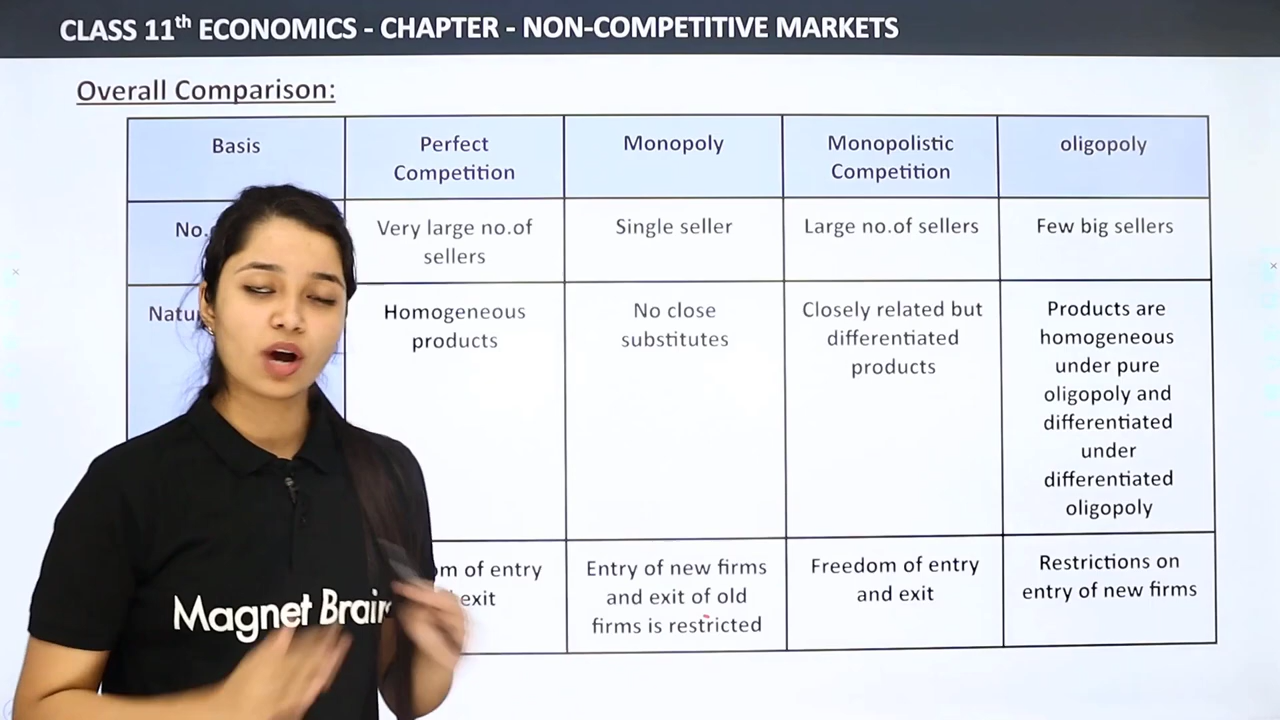 CLASS 11th ECONOMICS - CHAPTER - NON-COMPETITIVE MARKETS
Overall Comparison:
Basis
Perfect
Competition
Monopoly
Monopolistic
Competition
oligopoly
No.
Very large no.of
sellers
Single seller
Large no.of sellers
Few big sellers
Homogeneous
products
No close
substitutes
Closely related but
differentiated
products
Products are
homogeneous
under pure
oligopoly and
differentiated
under
differentiated
oligopoly
of entry
exit
Entry of new firms
and exit of old
firms is restricted
Freedom of entry
and exit
Restrictions on
entry of new firms
Magnet Brain